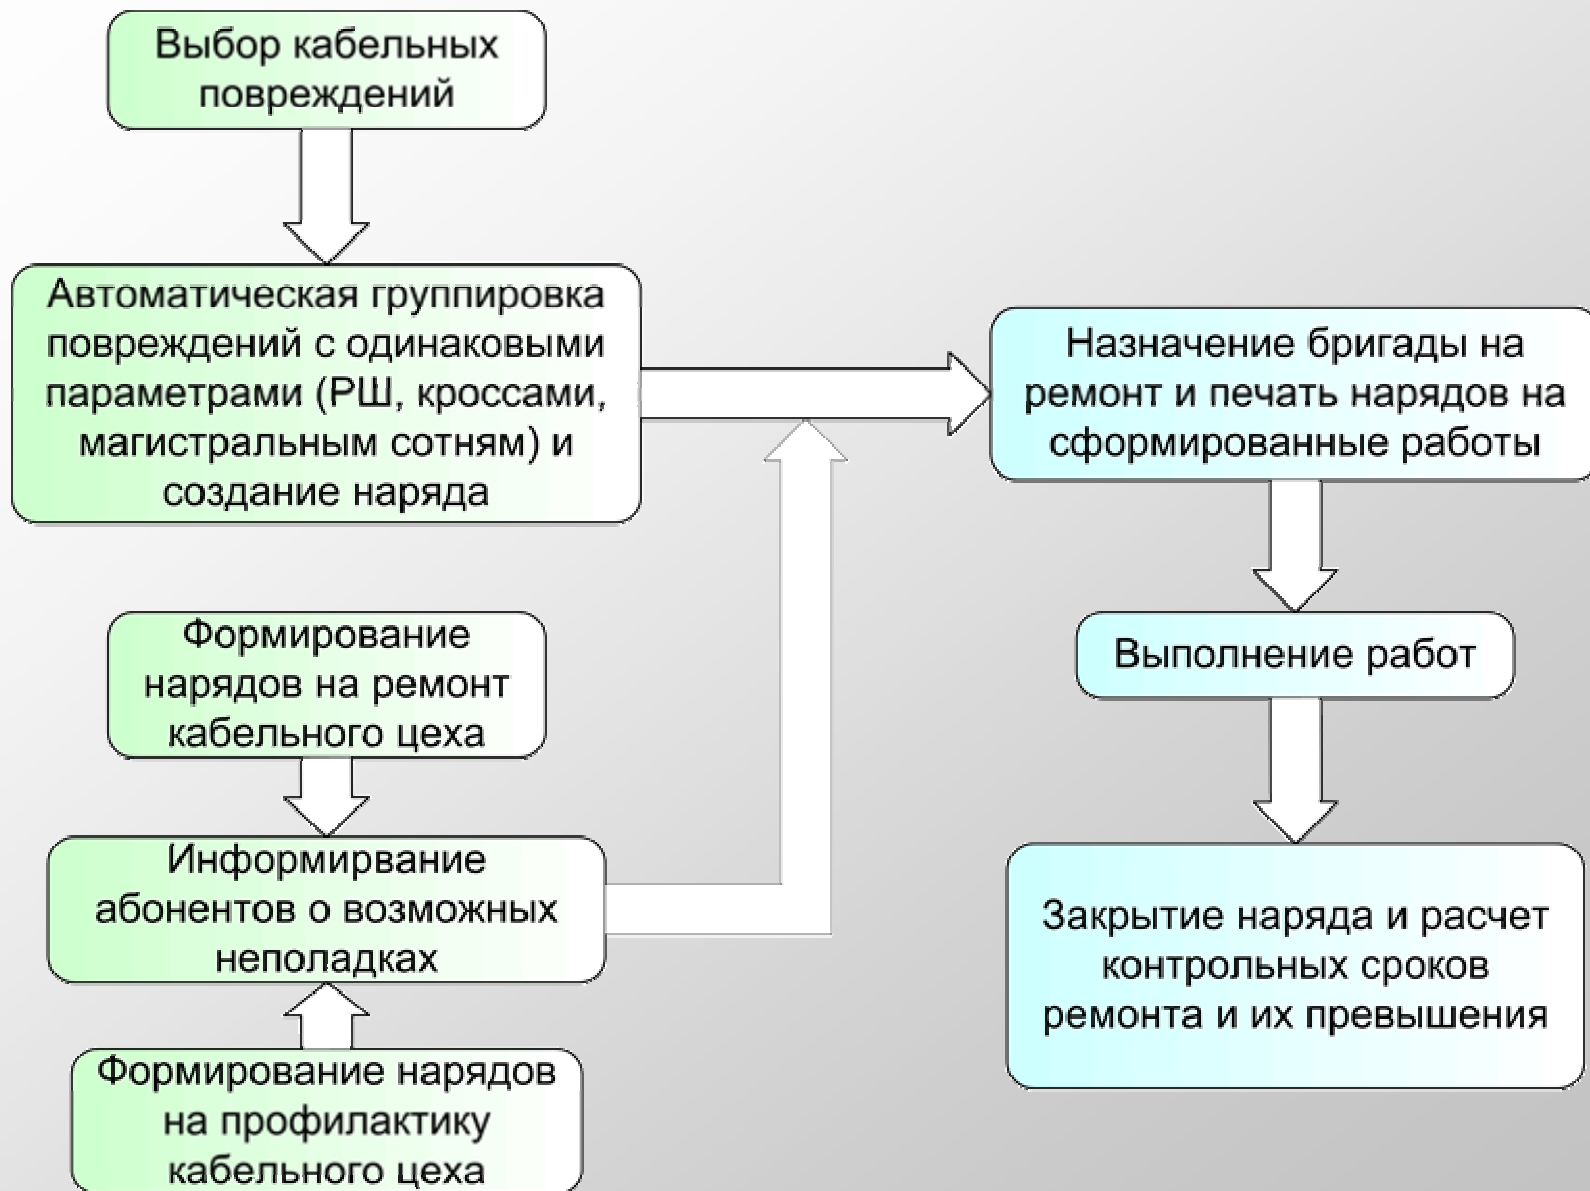 Выбор кабельных
повреждений
Автоматическая группировка
повреждений с одинаковыми
параметрами (РШ, кроссами,
магистральным сотням) и
создание наряда
Формирование
нарядов на ремонт
кабельного цеха
Информирвание
абонентов о возможных
неполадках
Формирование нарядов
на профилактику
кабельного цеха
Назначение бригады на
ремонт и печать нарядов на
сформированные работы
Выполнение работ
Закрытие наряда и расчет
контрольных сроков
ремонта и их превышения